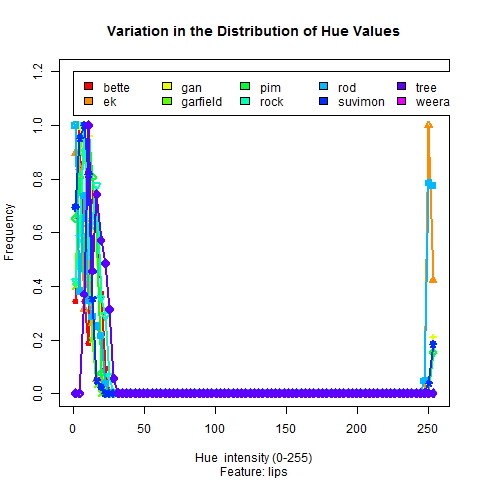 Variation in the Distribution of Hue Values
bette gan pim rod tree
ek garfield rock suvimon weera
Frequency
0.0 0.2 0.4 0.6 0.8 1.0 1.2
0 50 100 150 200 250
Hue intensity (0-255)
Feature: lips